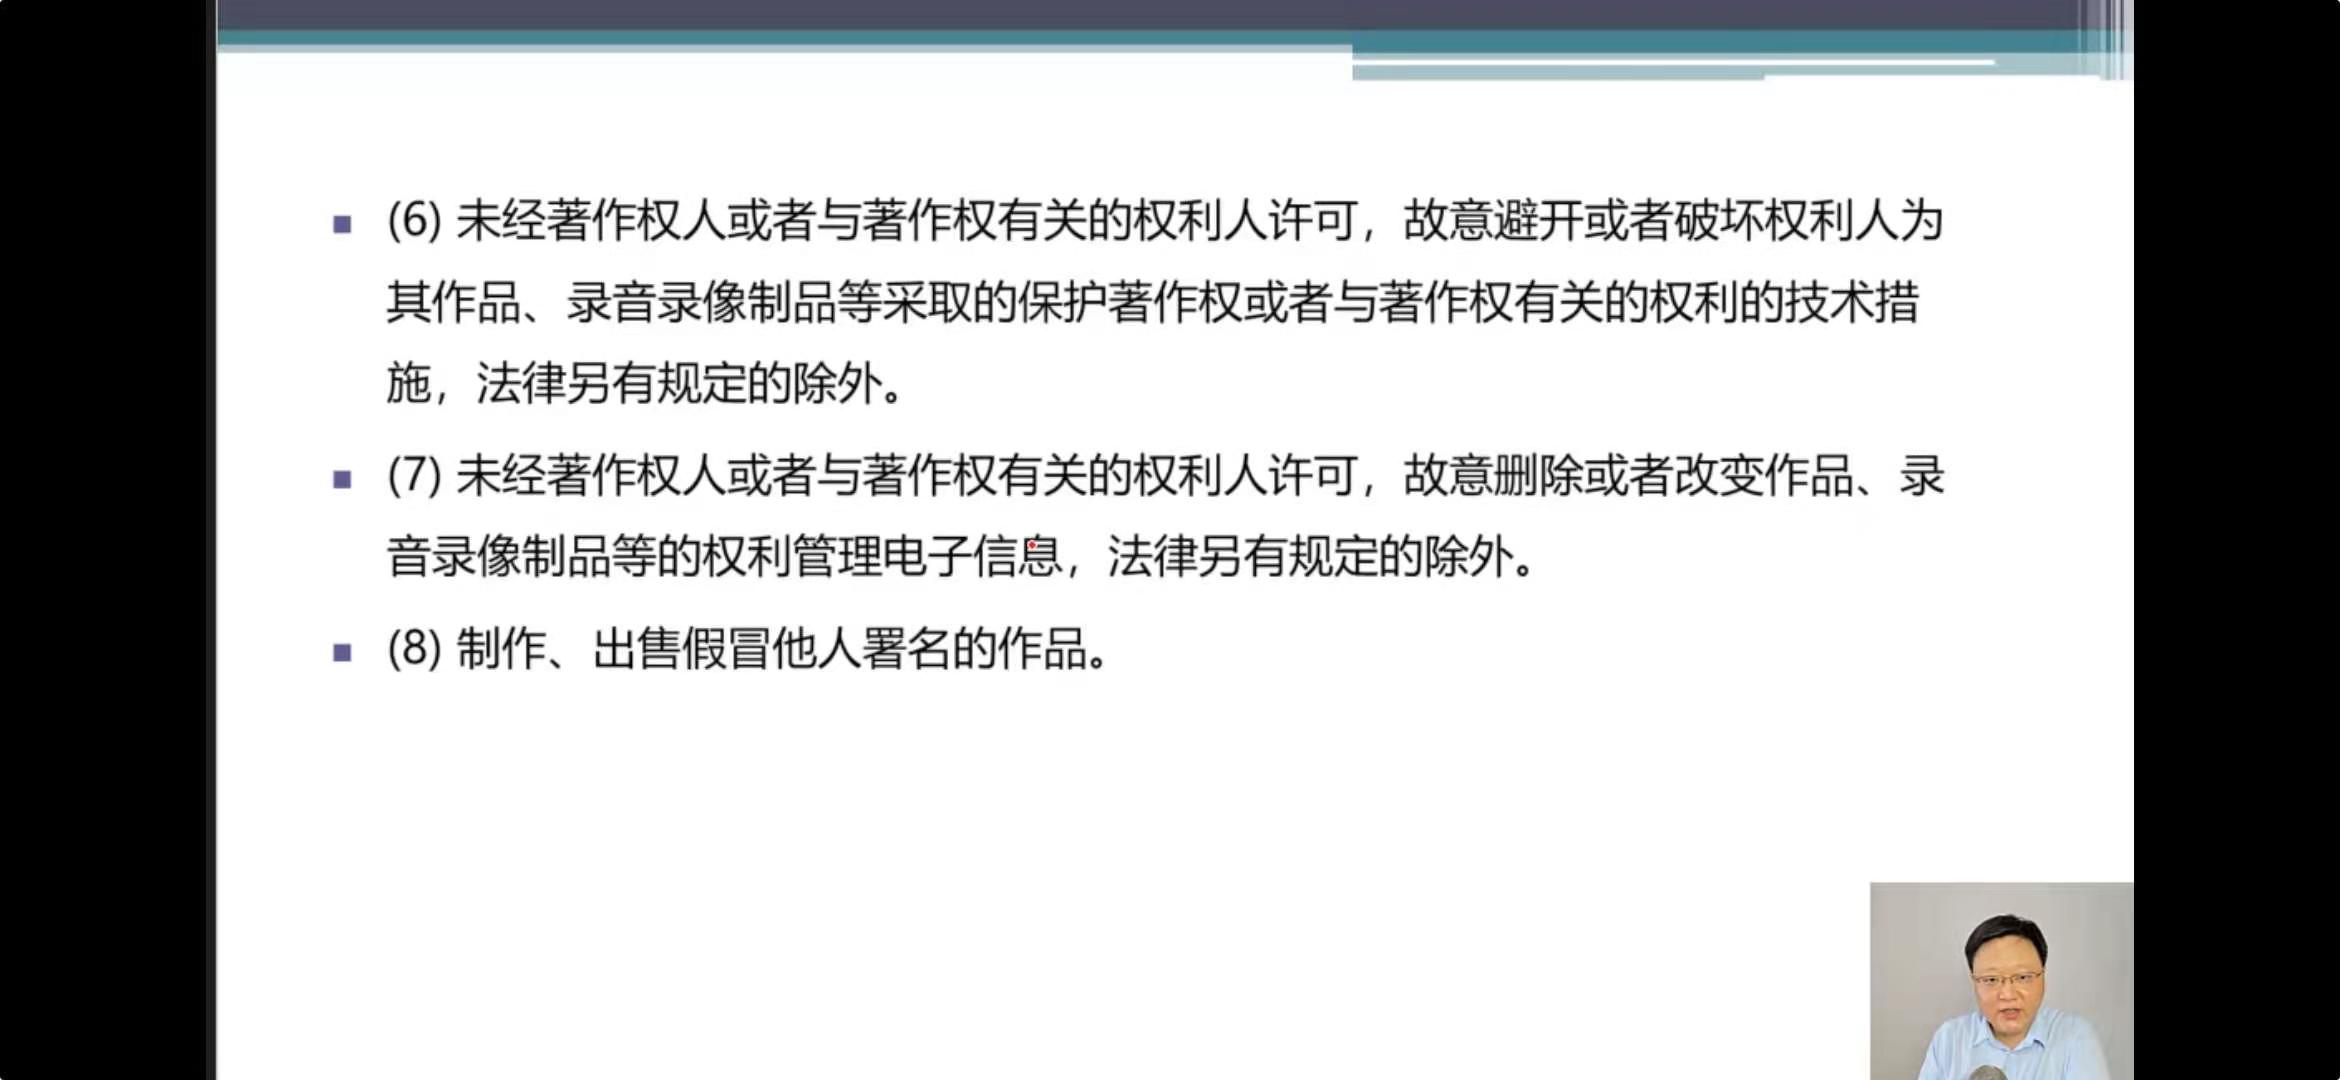 (6) 未经著作权人或者与著作权有关的权利人许可，故意避开或者破坏权利人为
其作品、录音录像制品等采取的保护著作权或者与著作权有关的权利的技术措
施，法律另有规定的除外。
(7) 未经著作权人或者与著作权有关的权利人许可，故意删除或者改变作品、录
音录像制品等的权利管理电子信息，法律另有规定的除外。
(8) 制作、出售假冒他人署名的作品。